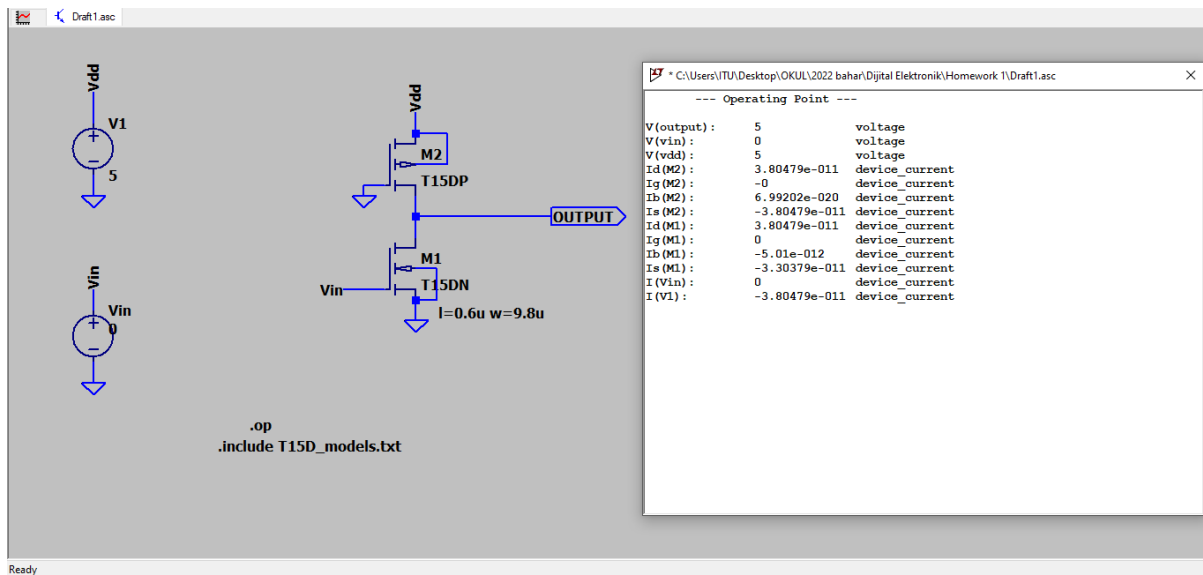 Draft1.asc
Vdd
V1
5
Vin
Vin
0
Vdd
M2
T15DP
OUTPUT
M1
T15DN
Vin
l=0.6u w=9.8u
.op
.include T15D_models.txt
* C:\Users\ITU\Desktop\OKUL\2022 bahar\Dijital Elektronik\Homework 1\Draft1.asc
--- Operating Point ---
V(output): 5 voltage
V(vin): 0 voltage
V(vdd): 5 voltage
Id(M2): 3.80479e-011 device_current
Ig(M2): -0 device_current
Ib(M2): 6.99202e-020 device_current
Is(M2): -3.80479e-011 device_current
Id(M1): 3.80479e-011 device_current
Ig(M1): 0 device_current
Ib(M1): -5.01e-012 device_current
Is(M1): -3.30379e-011 device_current
I(Vin): 0 device_current
I(V1): -3.80479e-011 device_current
Ready